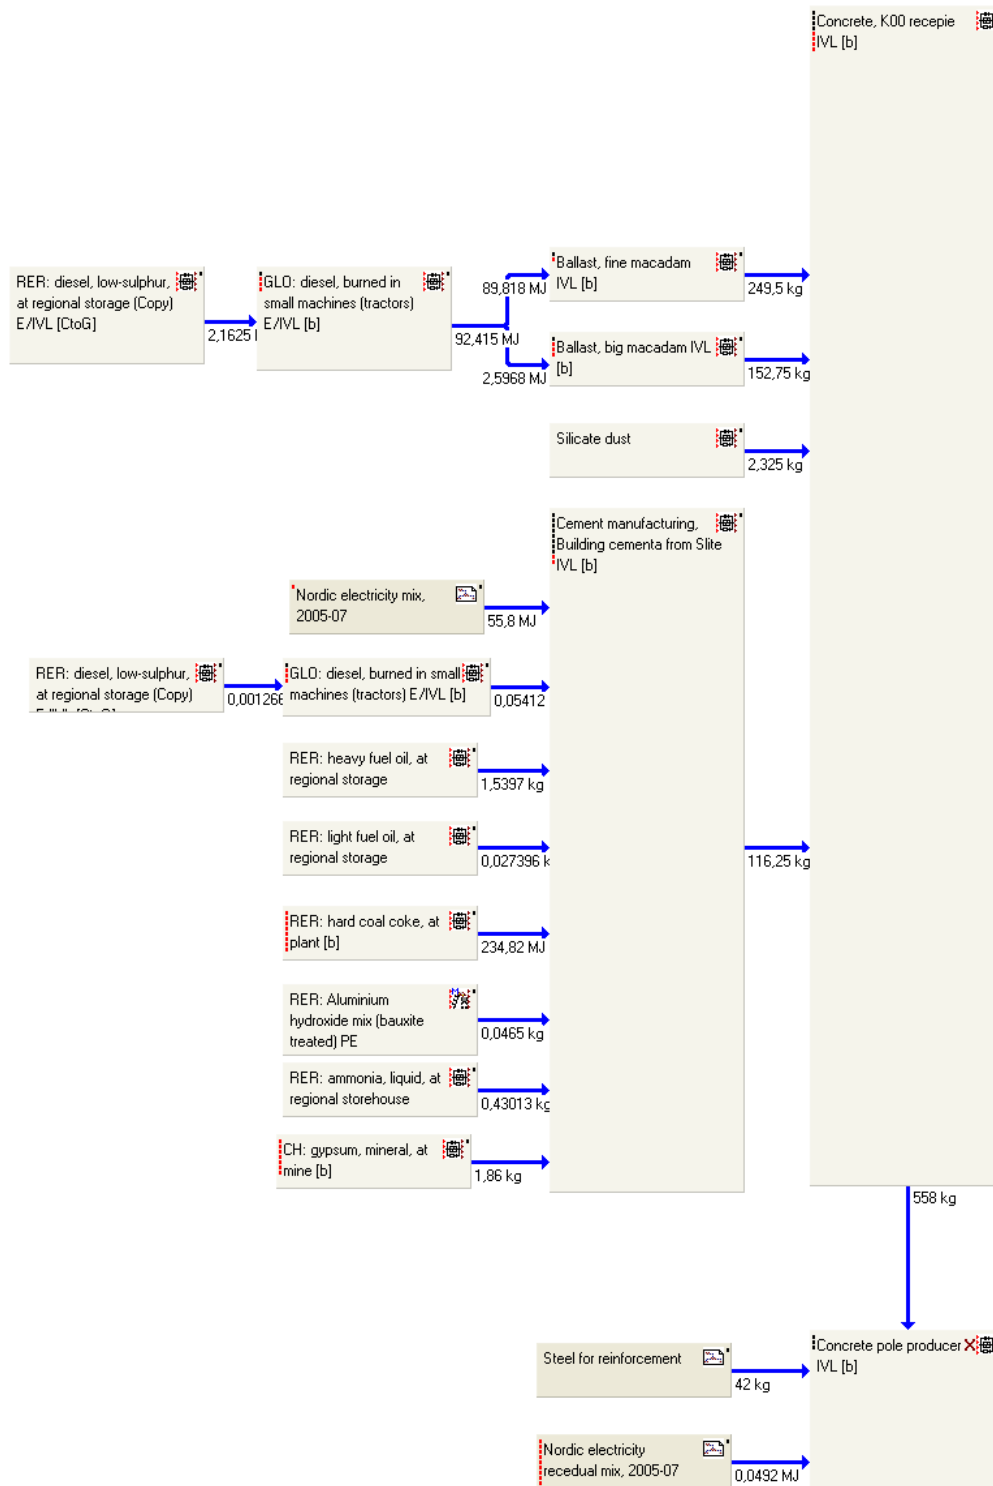 Concrete, K00 recepie
IVL [b]
Ballast, fine macadam
IVL [b]
249,5 kg
RER: diesel, low-sulphur,
at regional storage (Copy)
E/IVL [CtoG]
2,1625
GLO: diesel, burned in
small machines (tractors)
E/IVL [b]
92,415 MJ
89,818 MJ
2,5968 MJ
Ballast, big macadam IVL
[b]
152,75 kg
Silicate dust
2,325 kg
Cement manufacturing,
Building cementa from Slite
IVL [b]
Nordic electricity mix,
2005-07
55,8 MJ
RER: diesel, low-sulphur,
at regional storage (Copy)
0,001266
GLO: diesel, burned in small
machines (tractors) E/IVL [b]
0,05412
RER: heavy fuel oil, at
regional storage
1,5397 kg
RER: light fuel oil, at
regional storage
0,027396 k
116,25 kg
RER: hard coal coke, at
plant [b]
234,82 MJ
RER: Aluminium
hydroxide mix (bauxite
treated) PE
0,0465 kg
RER: ammonia, liquid, at
regional storehouse
0,43013 kg
CH: gypsum, mineral, at
mine [b]
1,86 kg
558 kg
Steel for reinforcement
42 kg
Concrete pole producer
IVL [b]
Nordic electricity
recedual mix, 2005-07
0,0492 MJ